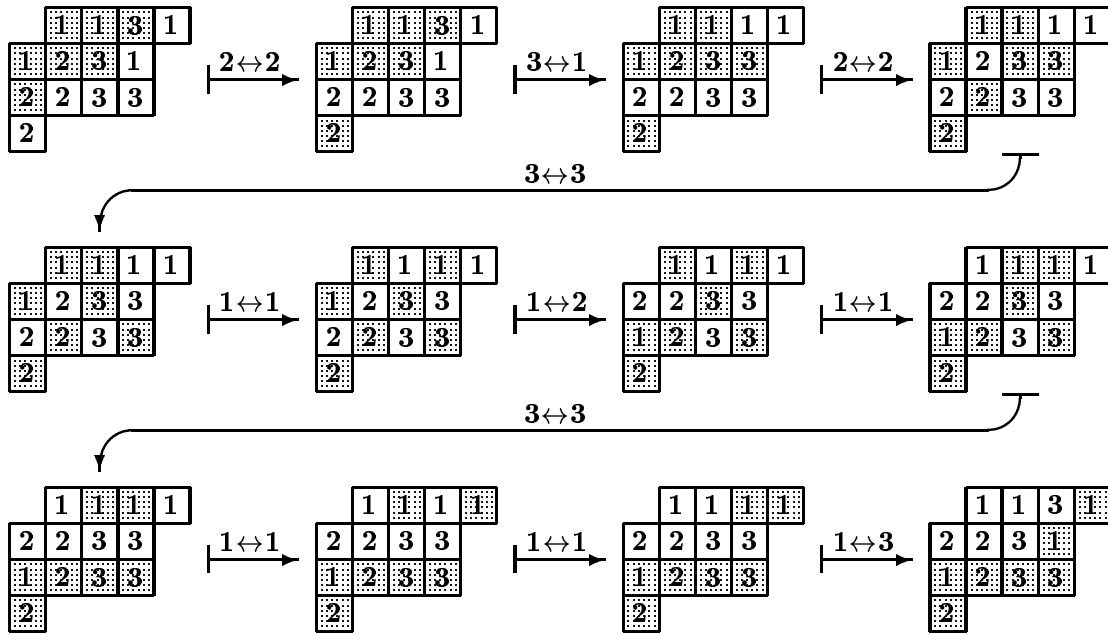 1 1 3 1 1 1 3 1 1 1 1 1 1 1 1 1
1 2 3 1 2↔2 1 2 3 1 3↔1 1 2 3 3 2↔2 1 2 3 3
2 2 3 3 2 2 3 3 2 2 3 3 2 2 3 3
2 2 2 2
3↔3
1 1 1 1 1 1 1 1 1 1 1 1 1 1 1 1
1 2 3 3 1↔1 1 2 3 3 1↔2 2 2 3 3 1↔1 2 2 3 3
2 2 3 3 2 2 3 3 1 2 3 3 1 2 3 3
2 2 2 2
3↔3
1 1 1 1 1 1 1 1 1 1 1 1 1 1 3 1
2 2 3 3 1↔1 2 2 3 3 1↔1 2 2 3 3 1↔3 2 2 3 1
1 2 3 3 1 2 3 3 1 2 3 3 1 2 3 3
2 2 2 2